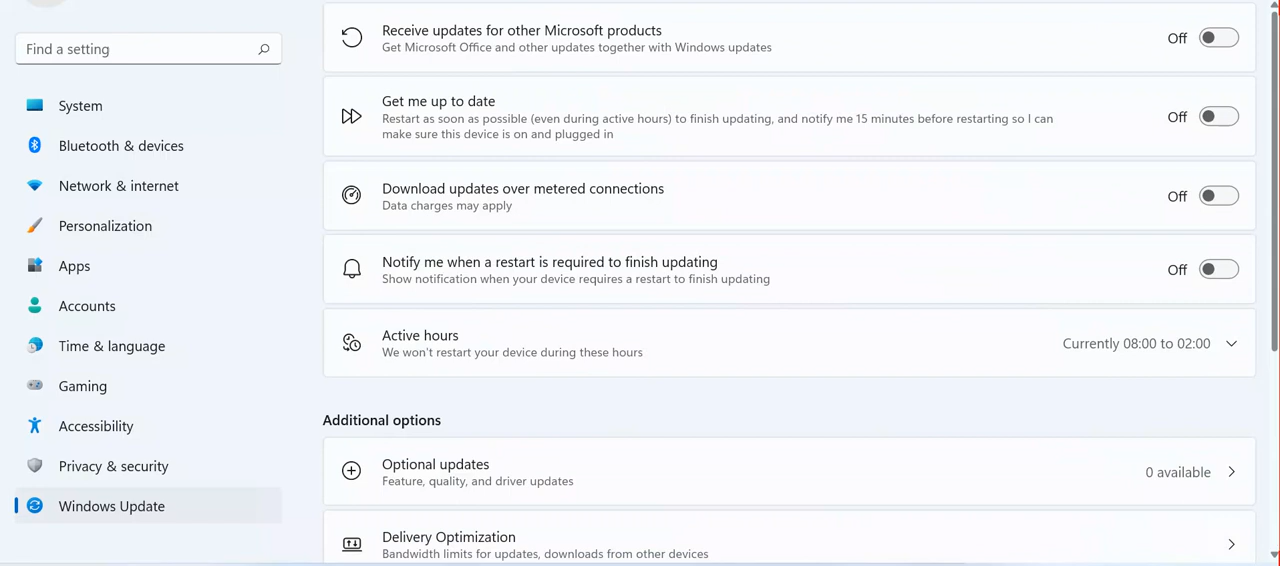 Find a setting
System
Bluetooth & devices
Network & internet
Personalization
Apps
Accounts
Time & language
Gaming
Accessibility
Privacy & security
Windows Update
Receive updates for other Microsoft products
Get Microsoft Office and other updates together with Windows updates
Off
Get me up to date
Restart as soon as possible (even during active hours) to finish updating, and notify me 15 minutes before restarting so I can
make sure this device is on and plugged in
Off
Download updates over metered connections
Data charges may apply
Off
Notify me when a restart is required to finish updating
Show notification when your device requires a restart to finish updating
Off
Active hours
We won't restart your device during these hours
Currently 08:00 to 02:00
Additional options
Optional updates
Feature, quality, and driver updates
0 available
Delivery Optimization
Bandwidth limits for updates, downloads from other devices